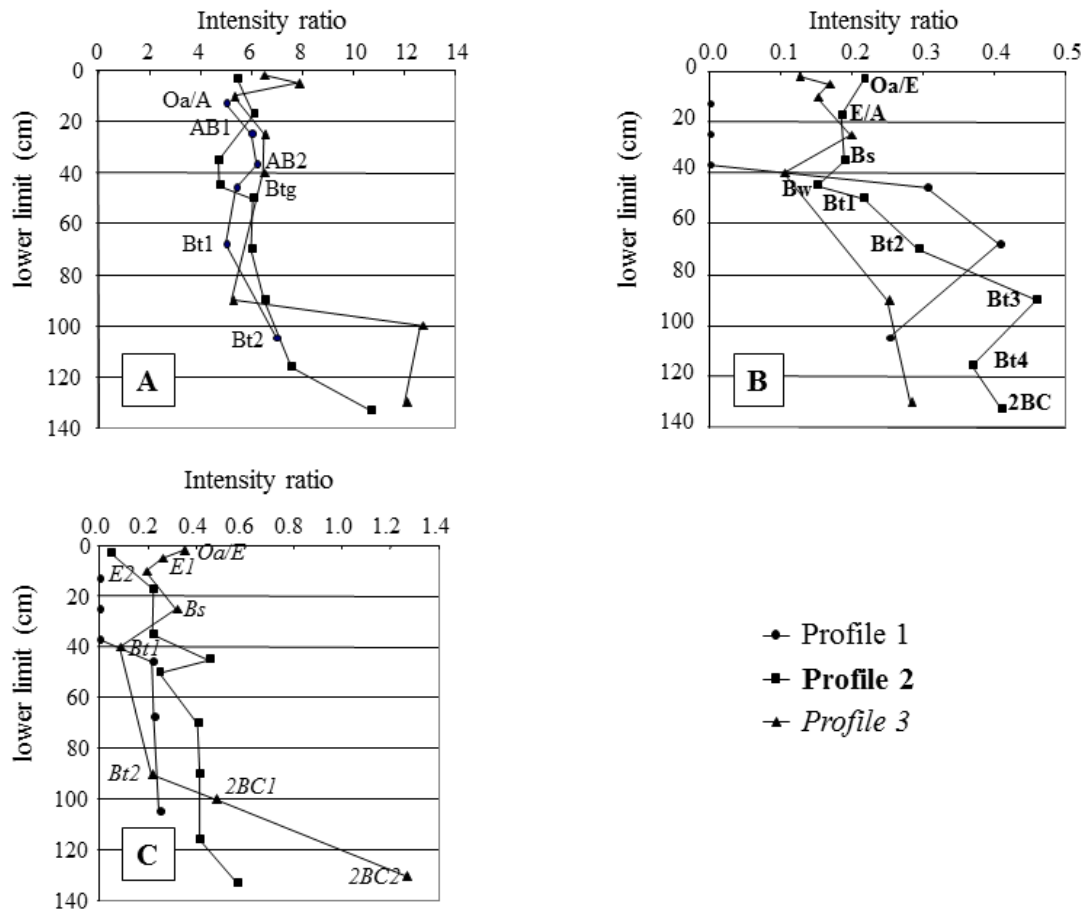 Intensity ratio
0 2 4 6 8 10 12 14
lower limit (cm)
0
20
40
60
80
100
120
140
Oa/A
AB1
AB2
Btg
Bt1
Bt2
A
Intensity ratio
0.0 0.1 0.2 0.3 0.4 0.5
lower limit (cm)
0
20
40
60
80
100
120
140
Oa/E
E/A
Bs
Bw
Bt1
Bt2
Bt3
Bt4
2BC
B
Intensity ratio
0.0 0.2 0.4 0.6 0.8 1.0 1.2 1.4
lower limit (cm)
0
20
40
60
80
100
120
140
Oa/E
E2 E1
Bs
Bt1
Bt2
2BC1
2BC2
C
Profile 1
Profile 2
Profile 3